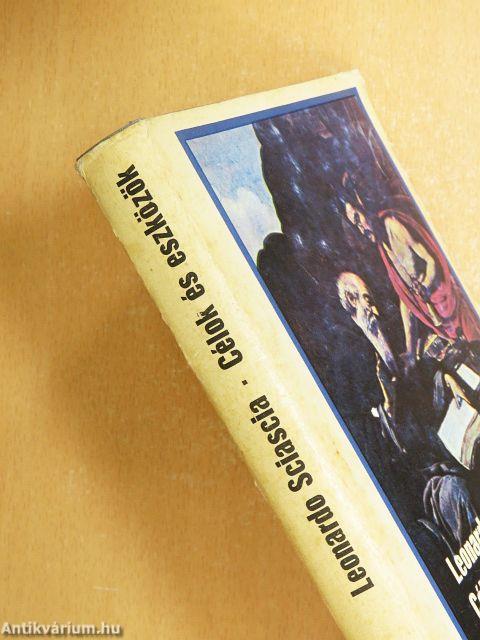 Leonardo Sciascia · Célok és eszközök
Antikvárium.hu